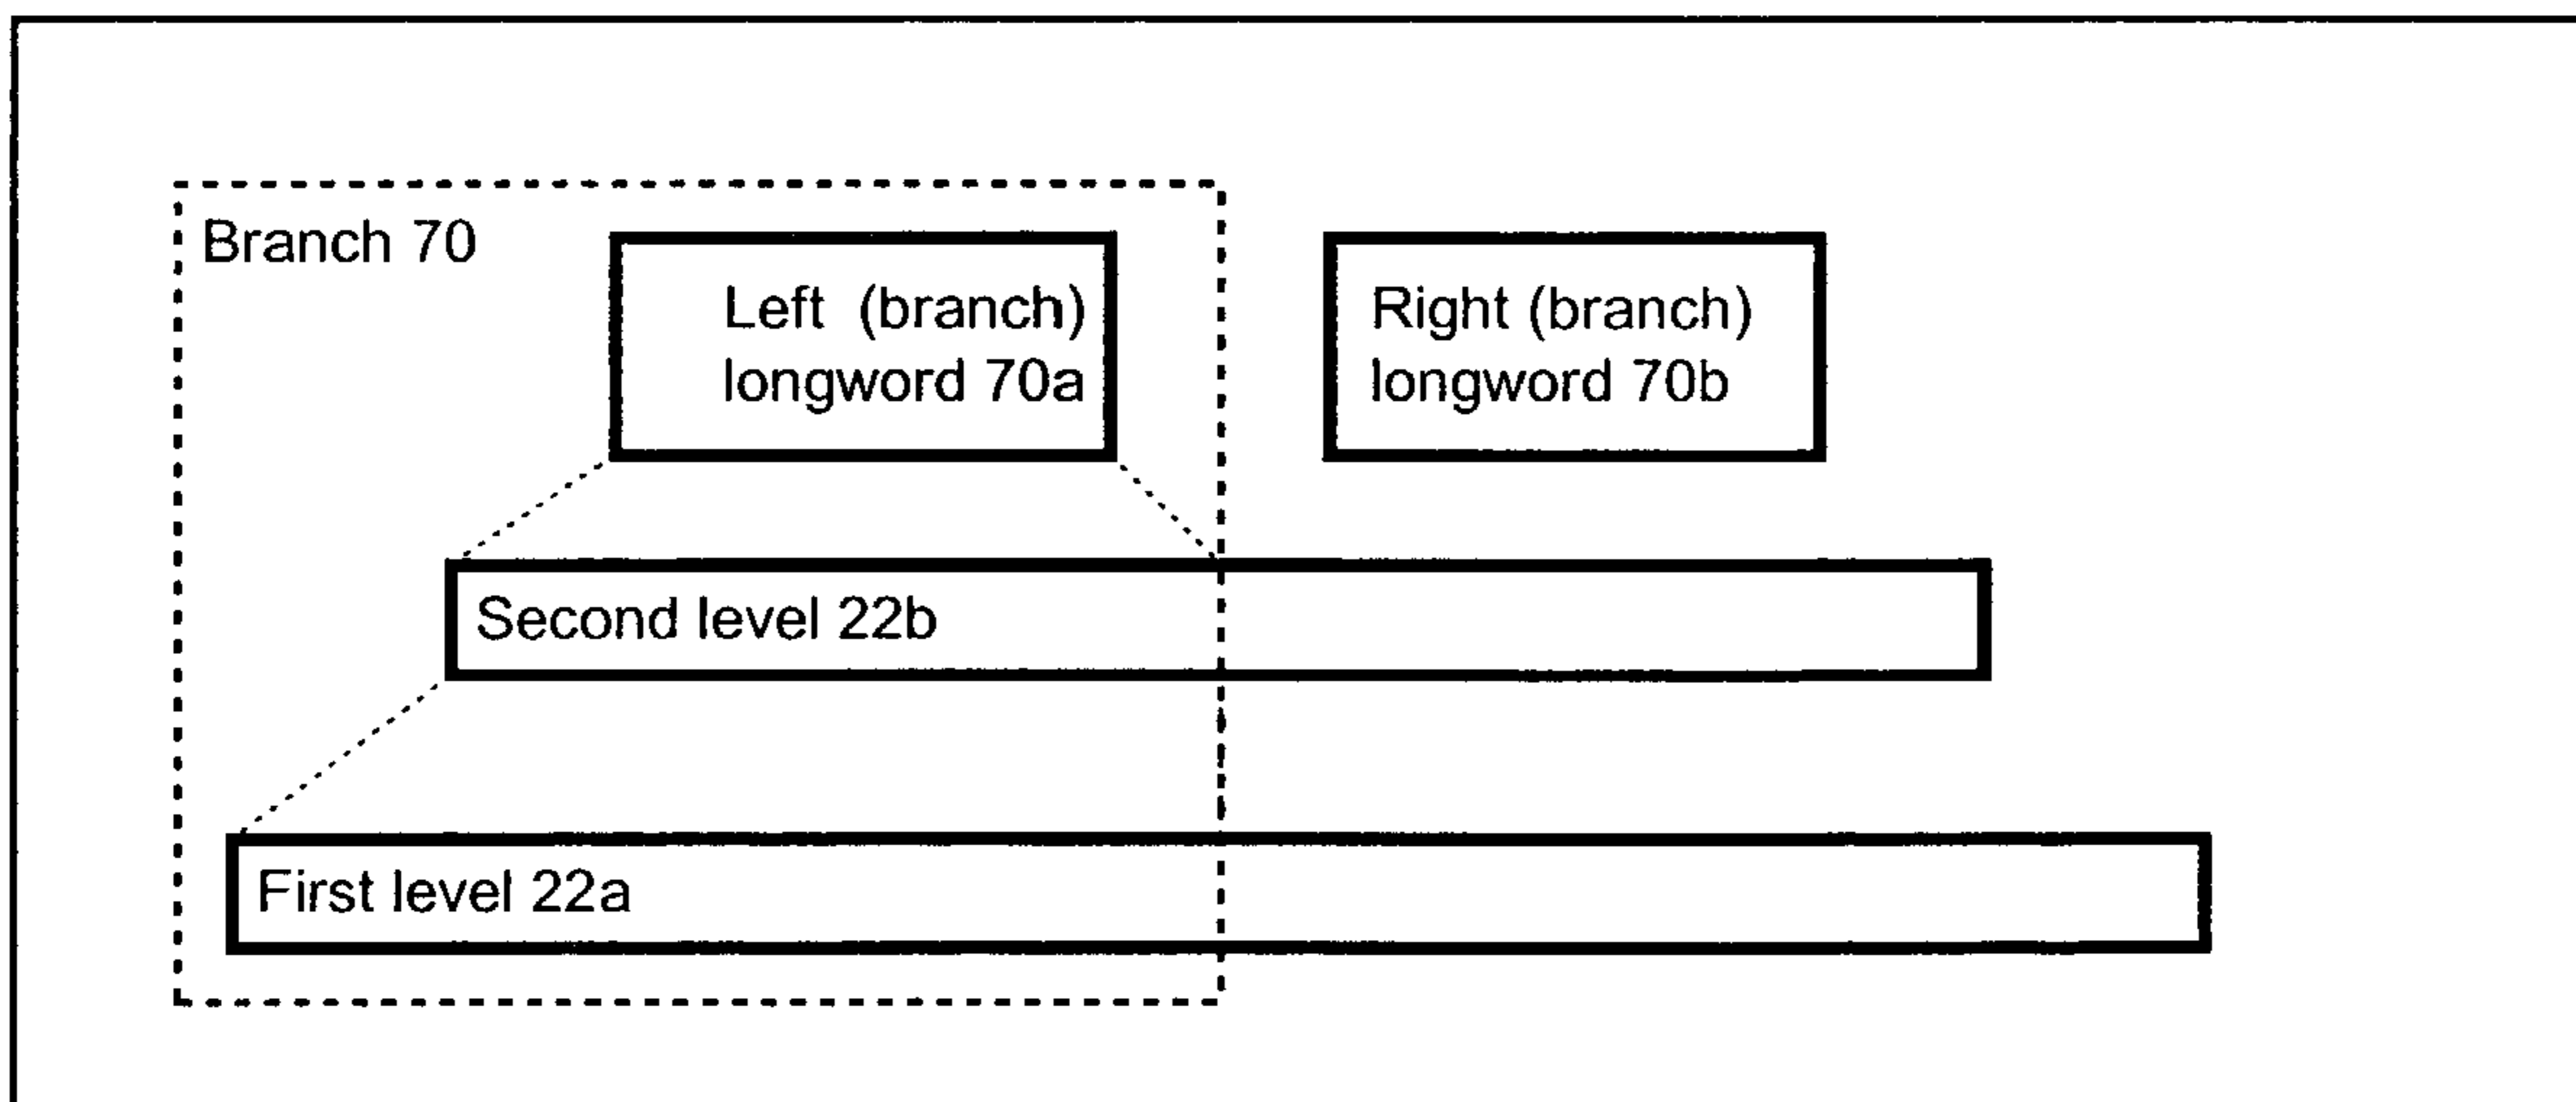 Branch 70
Left (branch)
longword 70a
Right (branch)
longword 70b
Second level 22b
First level 22a